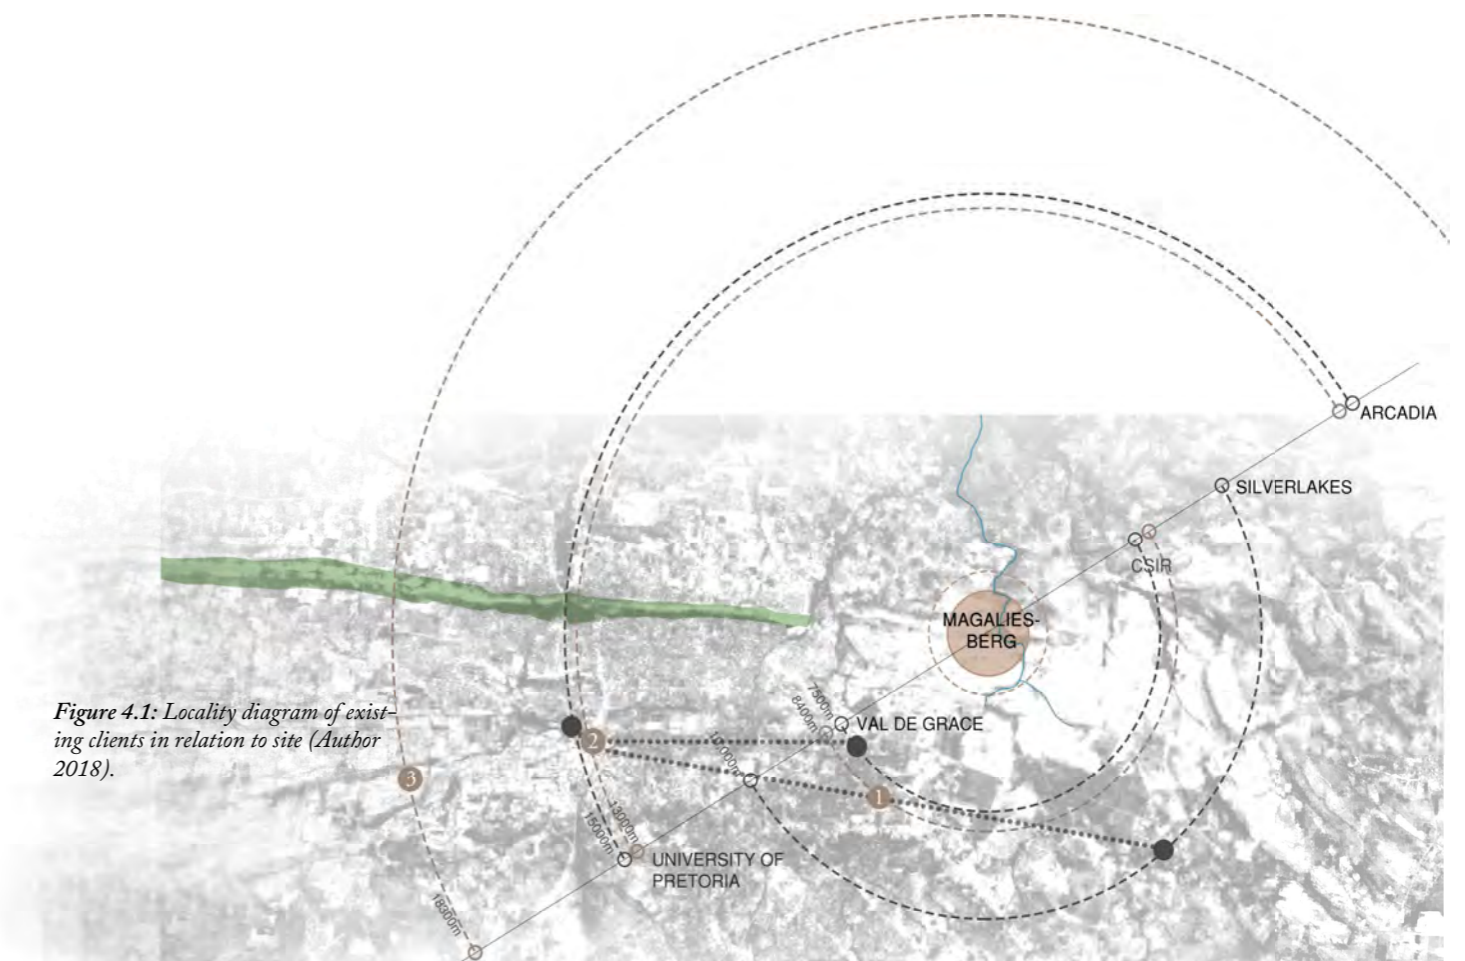 ARCADIA
SILVERLAKES
CSIR
MAGALIES-
BERG
7500m
8400m
VAL DE GRACE
Figure 4.1: Locality diagram of exist-
ing clients in relation to site (Author
2018).
2
3
1
13000m
15000m
UNIVERSITY OF
PRETORIA
18300m